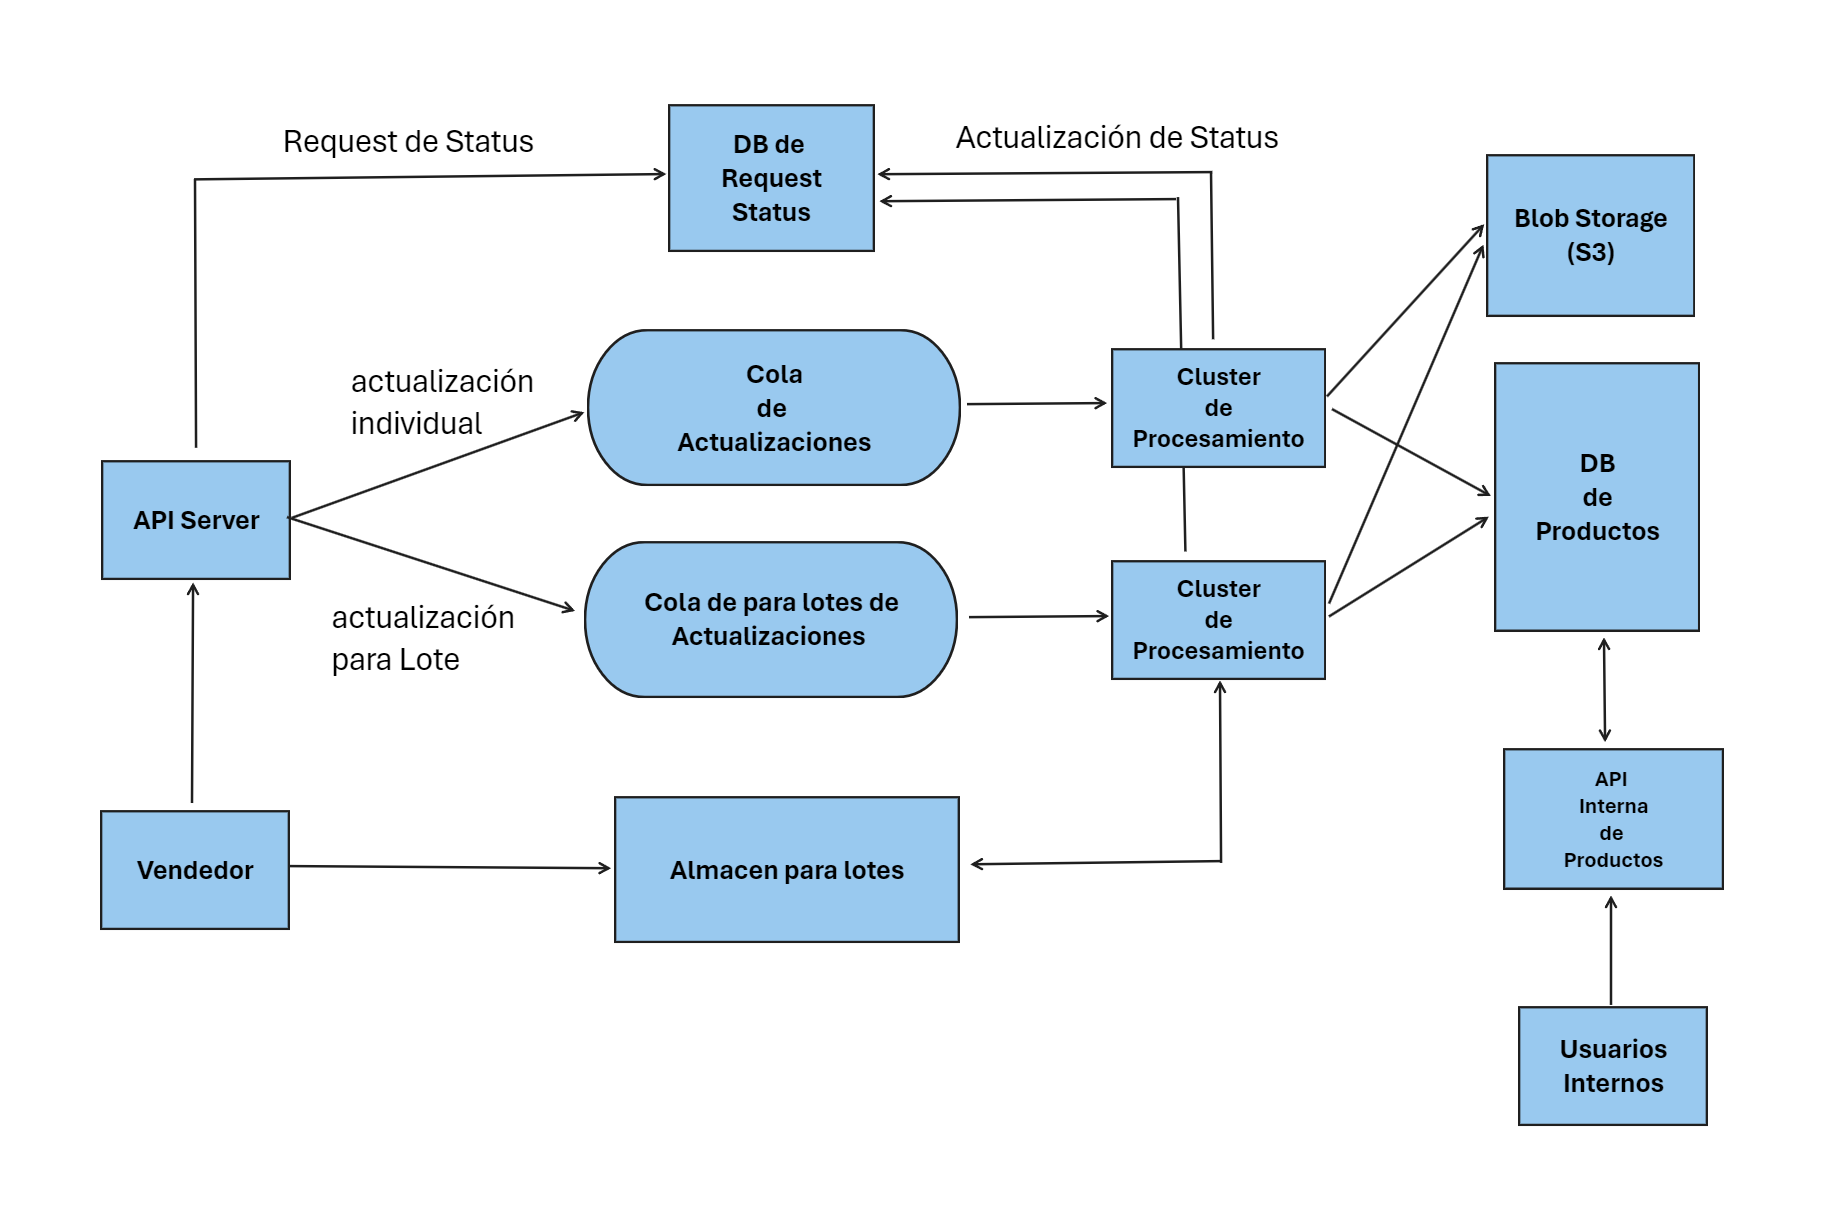 Request de Status
DB de
Request
Status
Actualización de Status
Blob Storage
(S3)
actualización
individual
Cola
de
Actualizaciones
Cluster
de
Procesamiento
DB
de
Productos
API Server
actualización
para Lote
Cola de para lotes de
Actualizaciones
Cluster
de
Procesamiento
Vendedor
Almacen para lotes
API
Interna
de
Productos
Usuarios
Internos